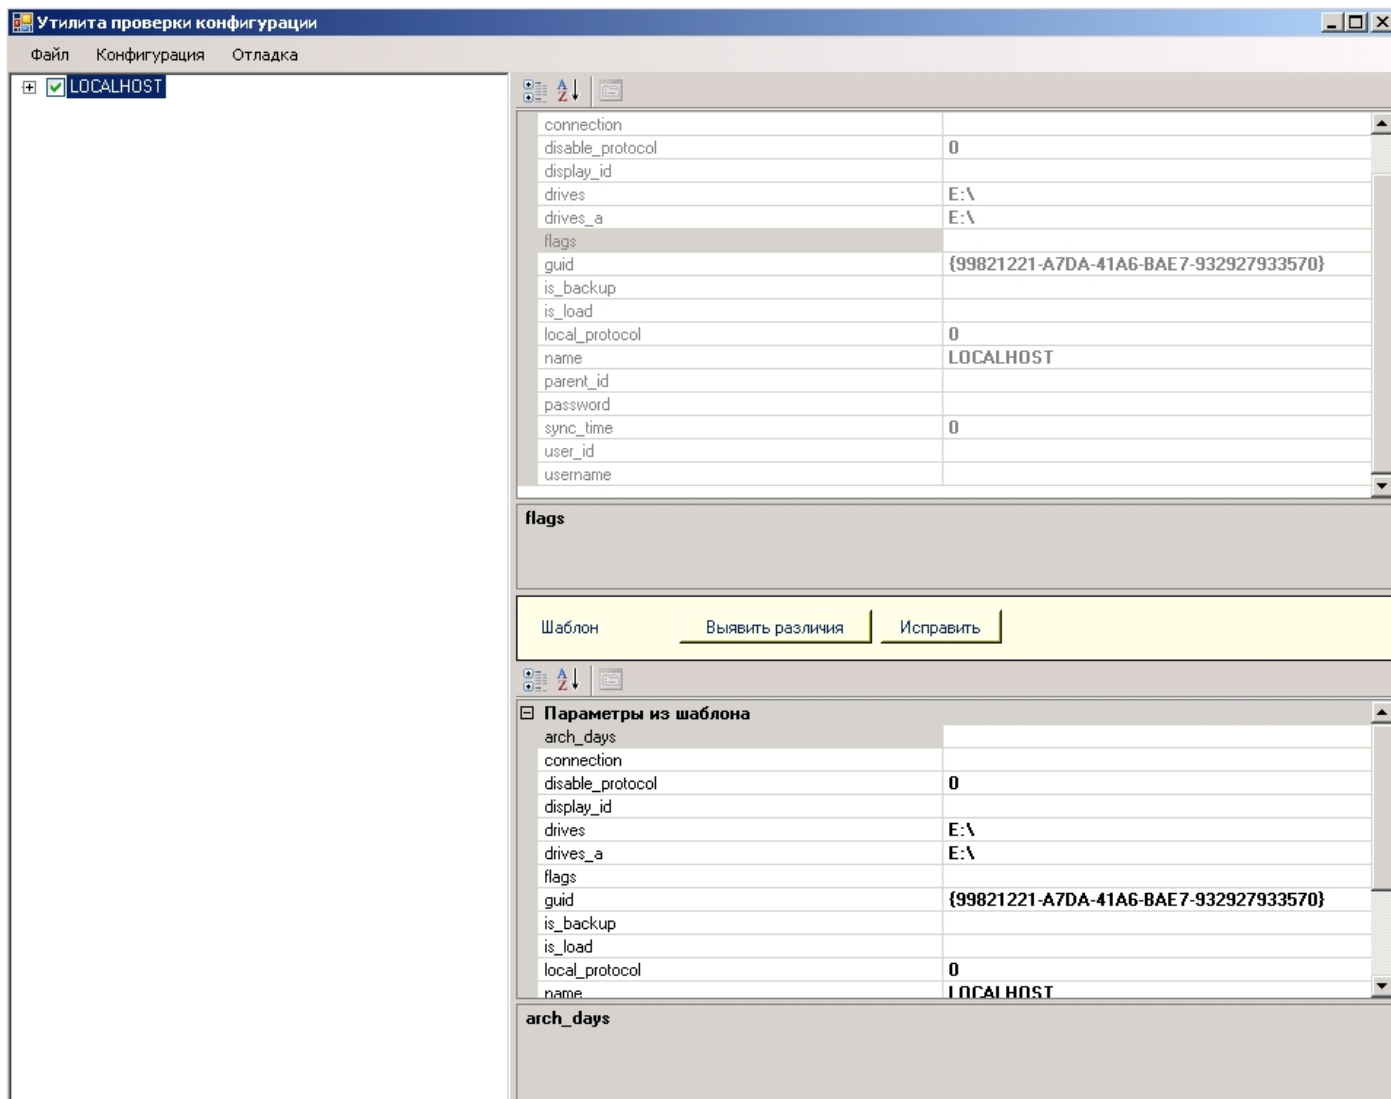 Утилита проверки конфигурации
Файл Конфигурация Отладка
LOCALHOST
connection
disable_protocol 0
display_id
drives E:\
drives_a E:\
flags
guid {99821221-A7DA-41A6-BAE7-932927933570}
is_backup
is_load
local_protocol 0
name LOCALHOST
parent_id
password
sync_time 0
user_id
username
flags
Шаблон Выявить различия Исправить
Параметры из шаблона
arch_days
connection
disable_protocol 0
display_id
drives E:\
drives_a E:\
flags
guid {99821221-A7DA-41A6-BAE7-932927933570}
is_backup
is_load
local_protocol 0
name LOCALHOST
arch_days